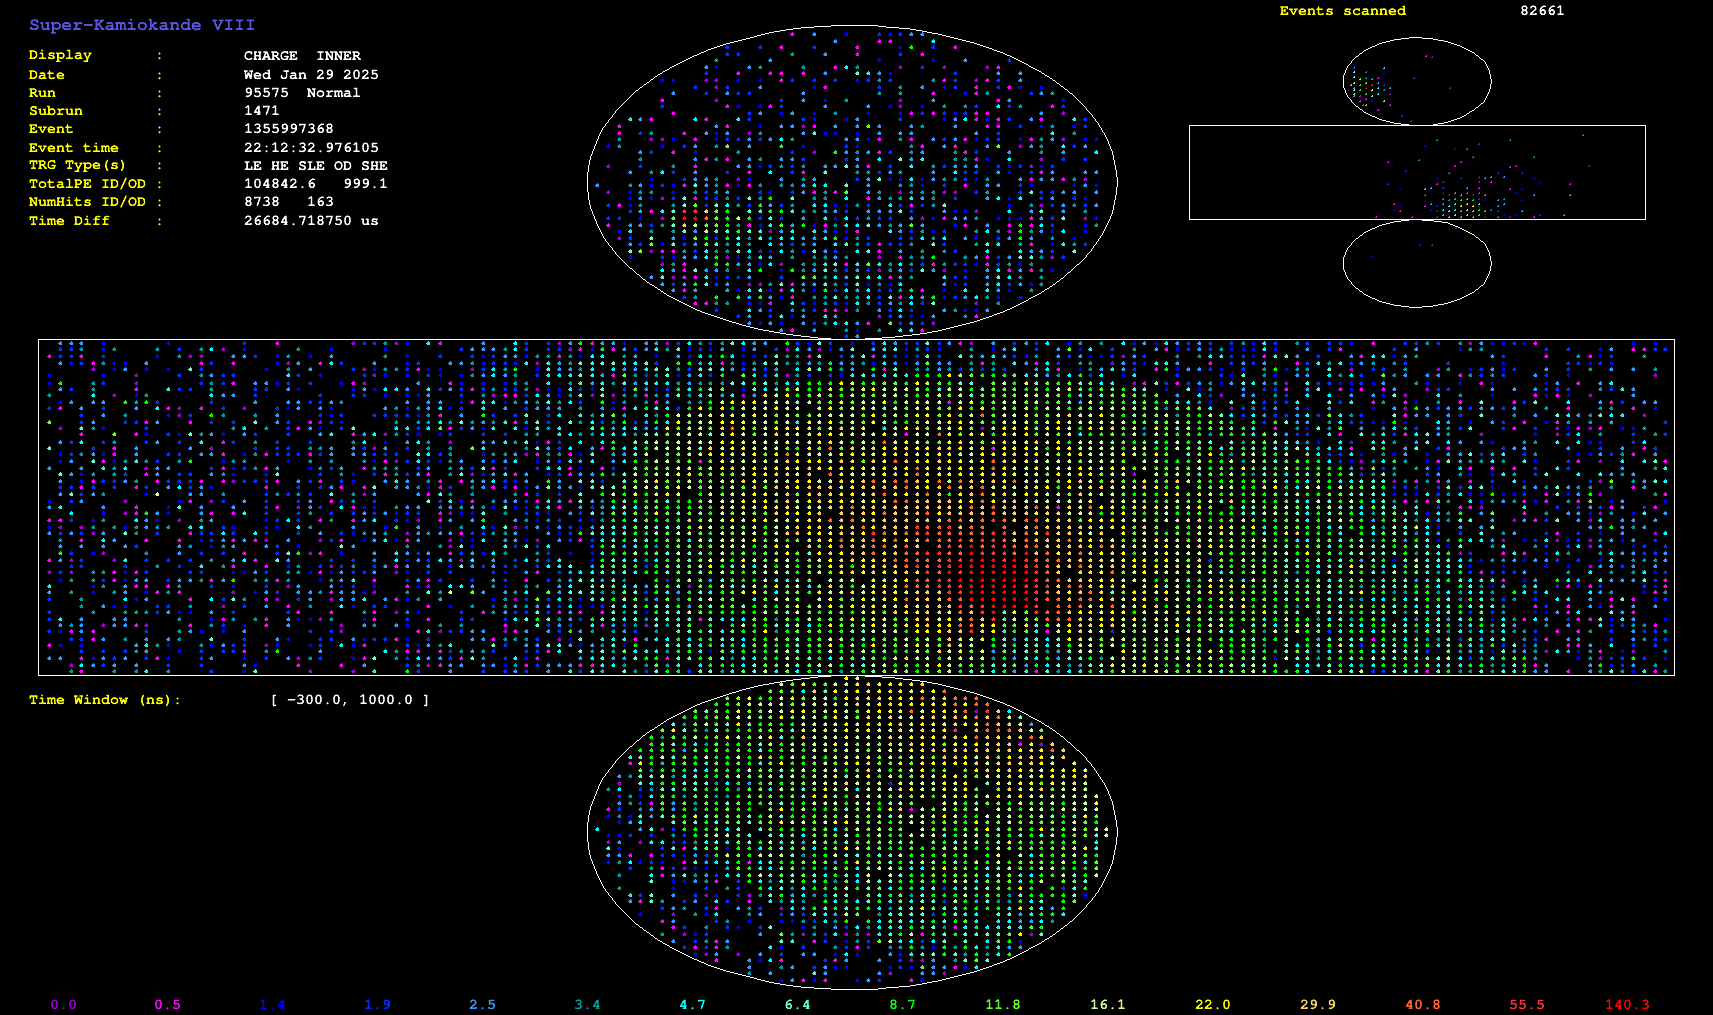 Super-Kamiokande VIII
Events scanned 82661
Display : CHARGE INNER
Date : Wed Jan 29 2025
Run : 95575 Normal
Subrun : 1471
Event : 1355997368
Event time : 22:12:32.976105
TRG Type(s) : LE HE SLE OD SHE
TotalPE ID/OD : 104842.6 999.1
NumHits ID/OD : 8738 163
Time Diff : 26684.718750 us
Time Window (ns): [ -300.0, 1000.0 ]
0.0 0.5 1.4 1.9 2.5 3.4 4.7 6.4 8.7 11.8 16.1 22.0 29.9 40.8 55.5 140.3